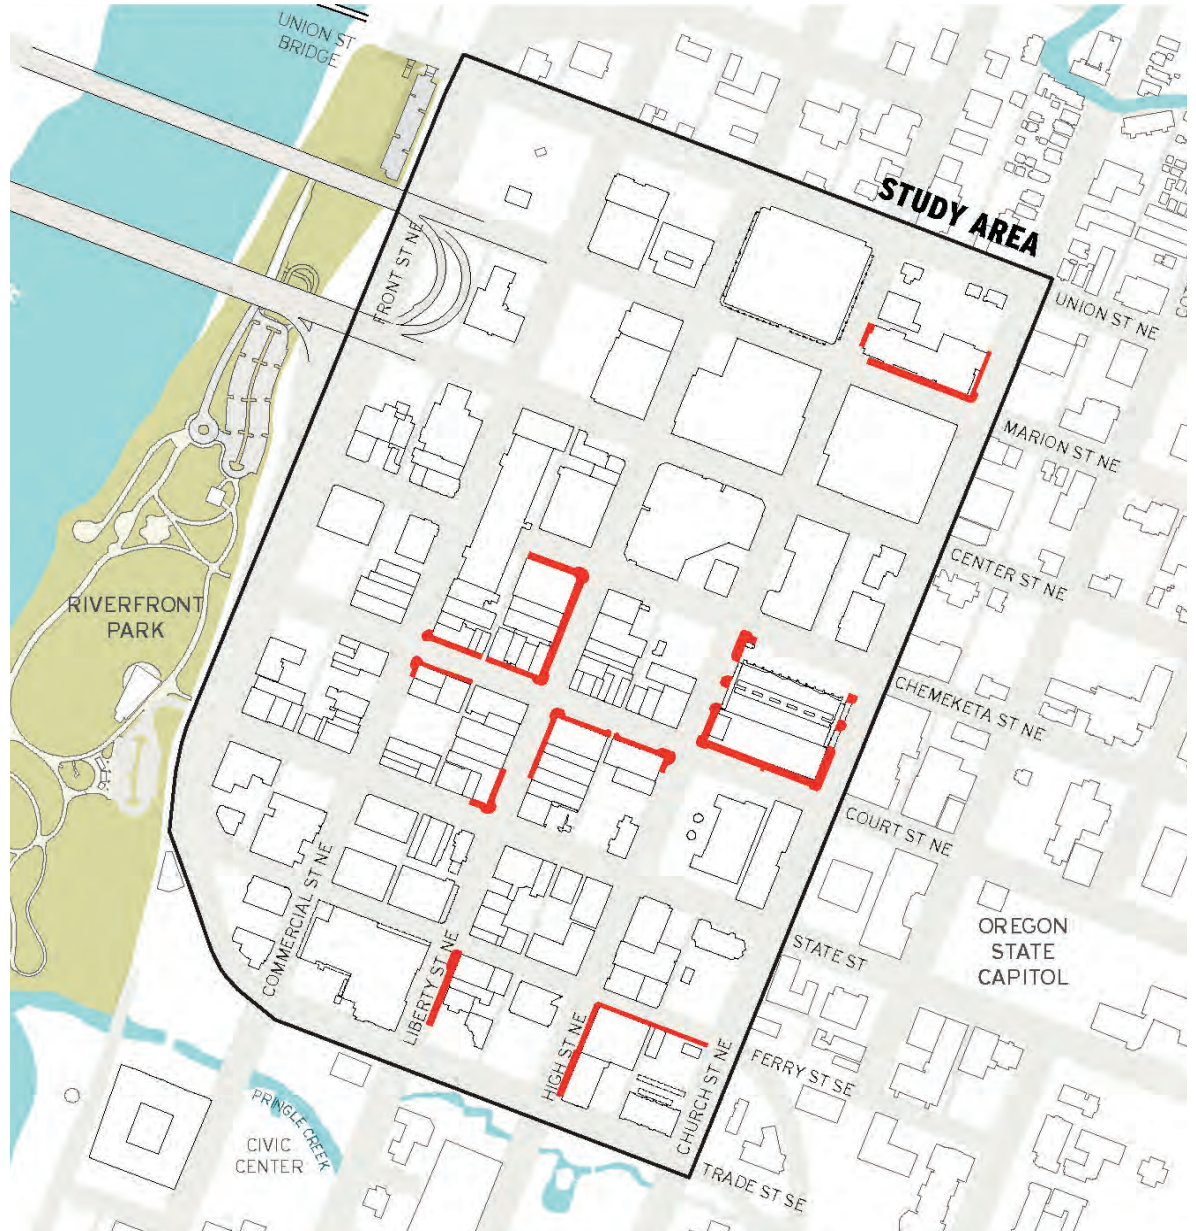 UNION ST
BRIDGE
STUDY AREA
FRONT ST NE
UNION ST NE
MARION ST NE
CENTER ST NE
RIVERFRONT
PARK
CHEMEKETA ST NE
COURT ST NE
COMMERCIAL ST NE
LIBERTY ST NE
STATE ST
OREGON
STATE
CAPITOL
HIGH ST NE
CHURCH ST NE
FERRY ST SE
PRINGLE CREEK
CIVIC
CENTER
TRADE ST SE